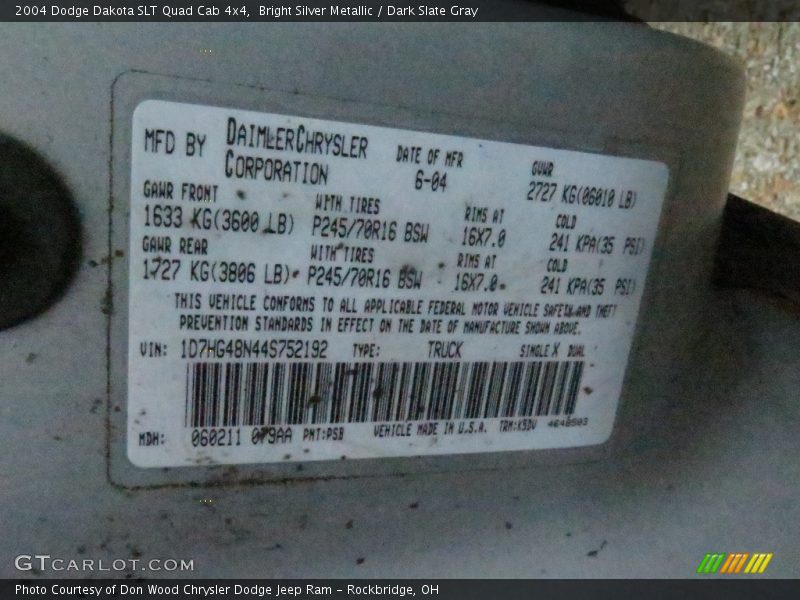 2004 Dodge Dakota SLT Quad Cab 4x4,  Bright Silver Metallic / Dark Slate Gray
MFD BY DAIMLERCHRYSLER CORPORATION
DATE OF MFR 6-04
GVWR 2727 KG(06010 LB)
GAWR FRONT WITH TIRES RIMS AT COLD
1633 KG(3600 LB) P245/70R16 BSW 16X7.0 241 KPA(35 PSI)
GAWR REAR WITH TIRES RIMS AT COLD
1727 KG(3806 LB) P245/70R16 BSW 16X7.0 241 KPA(35 PSI)
THIS VEHICLE CONFORMS TO ALL APPLICABLE FEDERAL MOTOR VEHICLE SAFETY AND THEFT
PREVENTION STANDARDS IN EFFECT ON THE DATE OF MANUFACTURE SHOWN ABOVE.
VIN: 1D7HG48N44S752192 TYPE: TRUCK SINGLE X DUAL
MDH: 060211 079AA PNT:PSB VEHICLE MADE IN U.S.A. TRM:K5DV
GTCARLOT.COM
Photo Courtesy of Don Wood Chrysler Dodge Jeep Ram – Rockbridge, OH